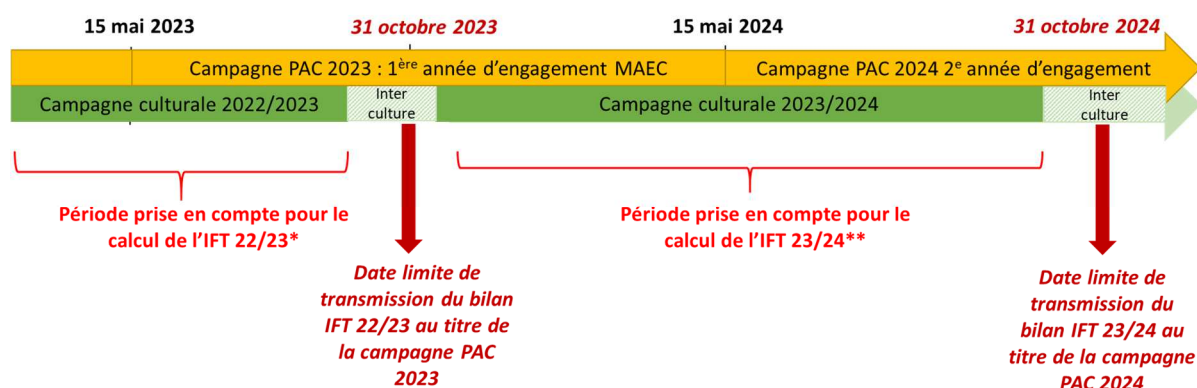 15 mai 2023
31 octobre 2023
15 mai 2024
31 octobre 2024
Campagne PAC 2023 : 1ère année d'engagement MAEC
Campagne PAC 2024 2e année d'engagement
Campagne culturale 2022/2023
Inter
culture
Campagne culturale 2023/2024
Inter
culture
Période prise en compte pour le
calcul de l'IFT 22/23*
Période prise en compte pour le
calcul de l'IFT 23/24**
Date limite de
transmission du bilan
IFT 22/23 au titre de
la campagne PAC
2023
Date limite de
transmission du
bilan IFT 23/24 au
titre de la campagne
PAC 2024